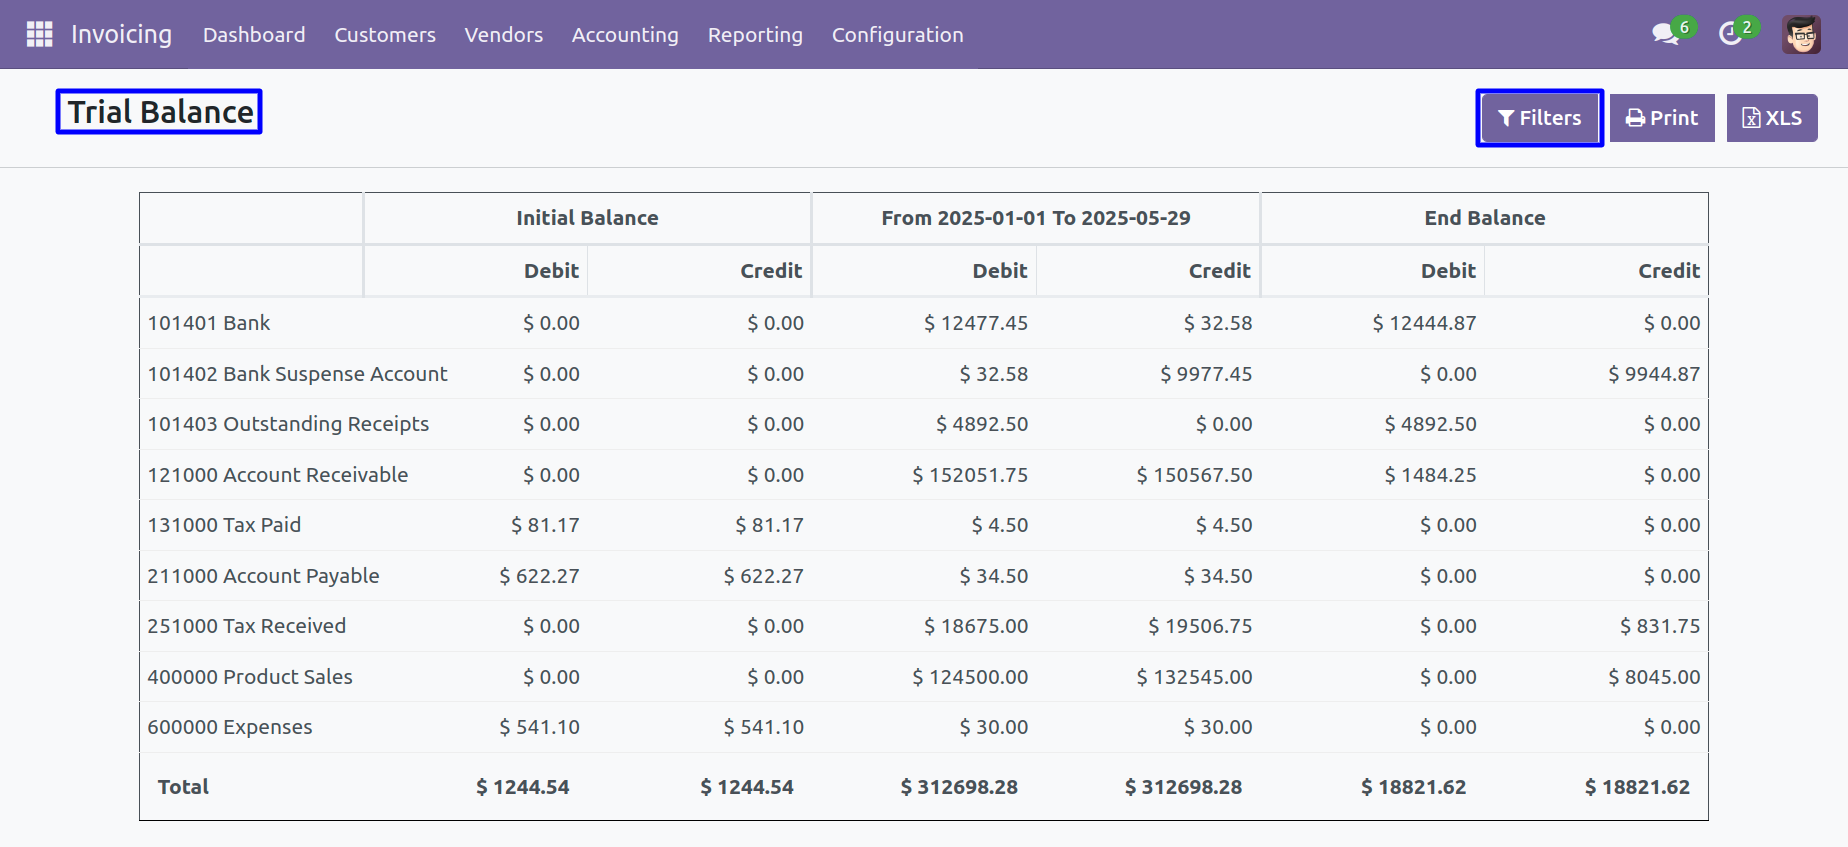 Invoicing Dashboard Customers Vendors Accounting Reporting Configuration 6 2
Trial Balance Filters Print XLS
Initial Balance From 2025-01-01 To 2025-05-29 End Balance
Debit Credit Debit Credit Debit Credit
101401 Bank $ 0.00 $ 0.00 $ 12477.45 $ 32.58 $ 12444.87 $ 0.00
101402 Bank Suspense Account $ 0.00 $ 0.00 $ 32.58 $ 9977.45 $ 0.00 $ 9944.87
101403 Outstanding Receipts $ 0.00 $ 0.00 $ 4892.50 $ 0.00 $ 4892.50 $ 0.00
121000 Account Receivable $ 0.00 $ 0.00 $ 152051.75 $ 150567.50 $ 1484.25 $ 0.00
131000 Tax Paid $ 81.17 $ 81.17 $ 4.50 $ 4.50 $ 0.00 $ 0.00
211000 Account Payable $ 622.27 $ 622.27 $ 34.50 $ 34.50 $ 0.00 $ 0.00
251000 Tax Received $ 0.00 $ 0.00 $ 18675.00 $ 19506.75 $ 0.00 $ 831.75
400000 Product Sales $ 0.00 $ 0.00 $ 124500.00 $ 132545.00 $ 0.00 $ 8045.00
600000 Expenses $ 541.10 $ 541.10 $ 30.00 $ 30.00 $ 0.00 $ 0.00
Total $ 1244.54 $ 1244.54 $ 312698.28 $ 312698.28 $ 18821.62 $ 18821.62